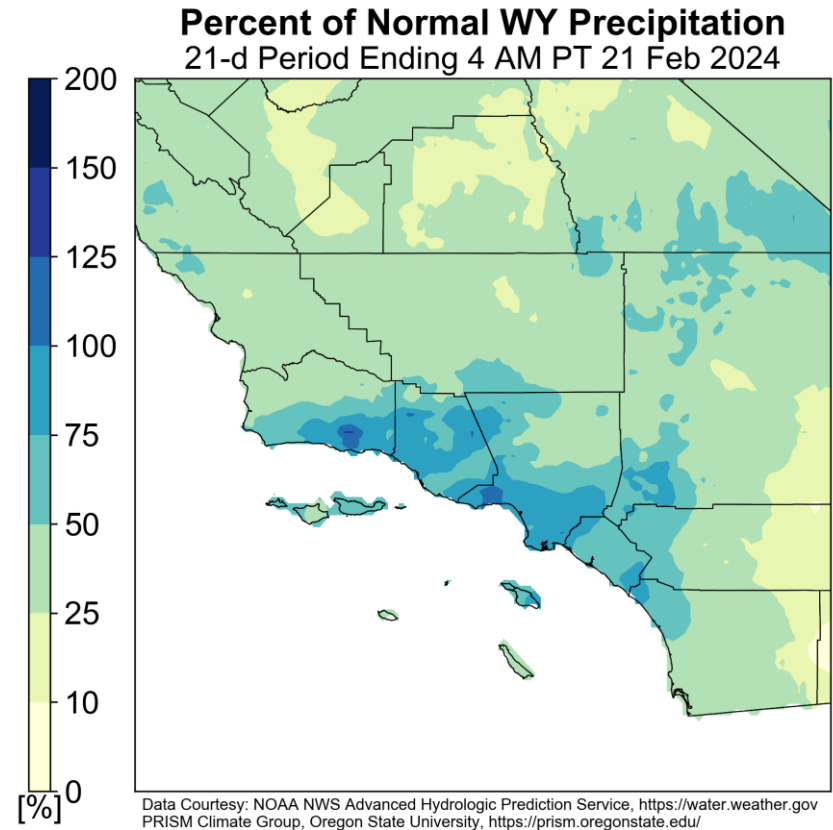 Percent of Normal WY Precipitation
21-d Period Ending 4 AM PT 21 Feb 2024
200
150
125
100
75
50
25
10
0
[%]
Data Courtesy: NOAA NWS Advanced Hydrologic Prediction Service, https://water.weather.gov
PRISM Climate Group, Oregon State University, https://prism.oregonstate.edu/